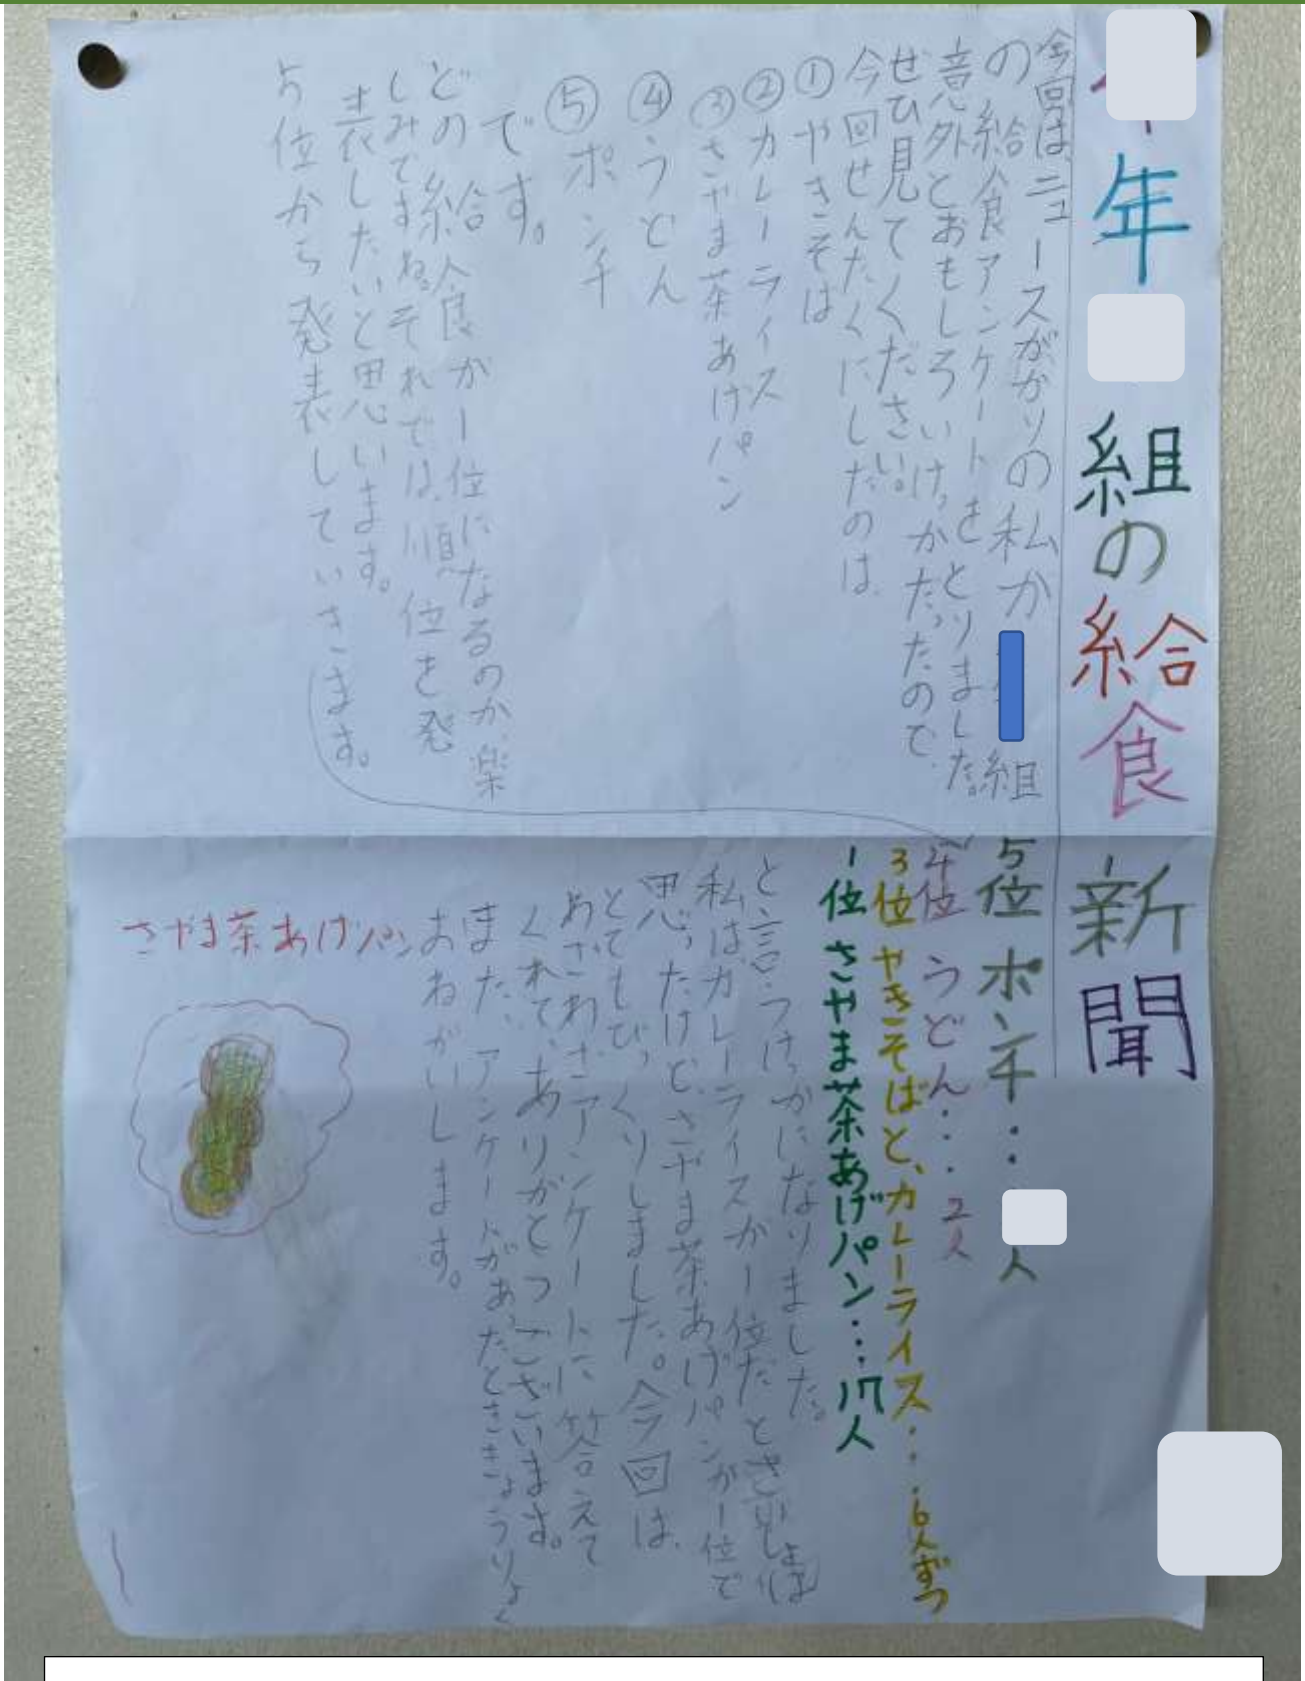 年
組の給食新聞
今回は、ニュースがかりの私が
組
の給食アンケートをとりました。
意外とおもしろいけっかだったので、
ぜひ見てください。
今回せんたくにしたのは、
①やきそば
②カレーライス
③さやま茶あげパン
④うどん
⑤ポンチ
です。
どの給食が一位になるのか、楽
しみですね。それでは、順位を発
表したいと思います。
5位から発表していきます。
5位 ポンチ・・・
人
4位 うどん・・・2人
3位 やきそばと、カレーライス・・・6人ずつ
1位 さやま茶あげパン・・・17人
と言うけっかになりました。
私は、カレーライスが一位だとさいしょは
思ったけど、さやま茶あげパンが一位で
とてもびっくりしました。今回は、
わざわざアンケートに答えて
くれて、ありがとうございます。
また、アンケートがあったとききょうりょく
おねがいします。
さやま茶あげパン